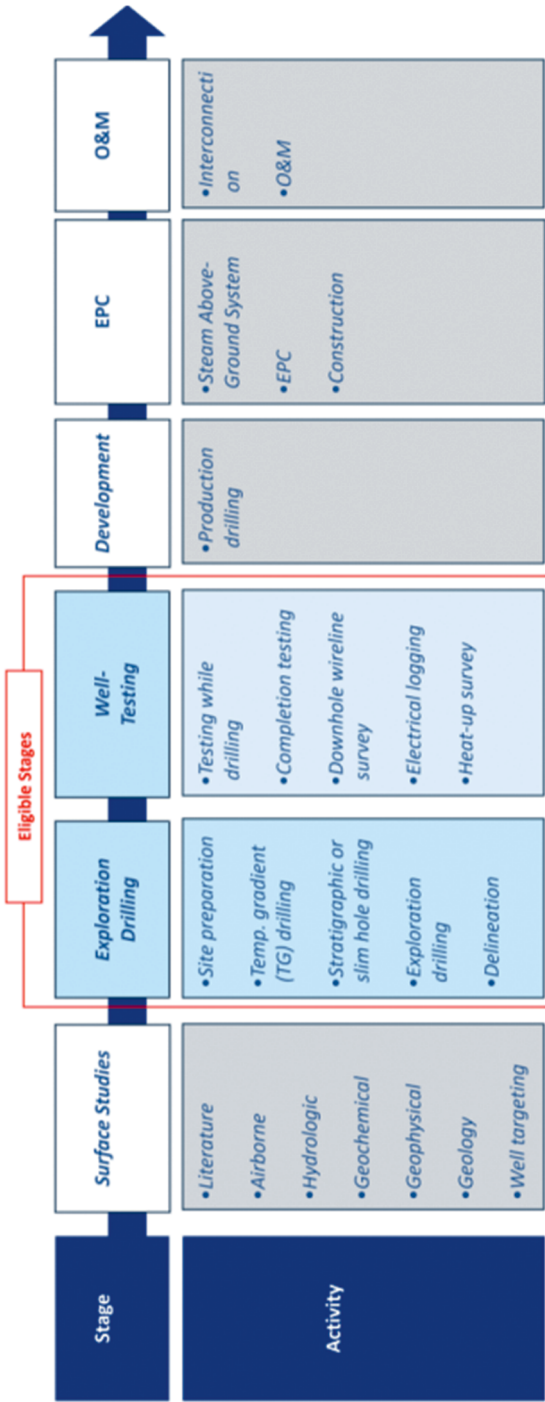 Eligible Stages
Stage
Surface Studies
Exploration
Drilling
Well-
Testing
Development
EPC
O&M
Activity
•Literature
•Airborne
•Hydrologic
•Geochemical
•Geophysical
•Geology
•Well targeting
•Site preparation
•Temp. gradient
(TG) drilling
•Stratigraphic or
slim hole drilling
•Exploration
drilling
•Delineation
•Testing while
drilling
•Completion testing
•Downhole wireline
survey
•Electrical logging
•Heat-up survey
•Production
drilling
•Steam Above-
Ground System
•EPC
•Construction
•Interconnecti
on
•O&M